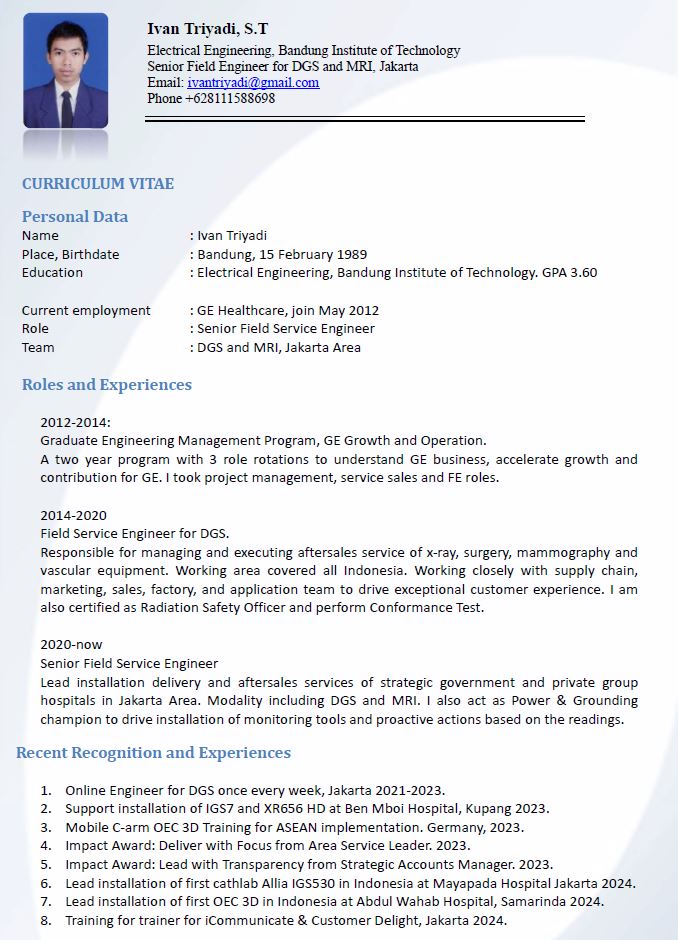 Ivan Triyadi, S.T
Electrical Engineering, Bandung Institute of Technology
Senior Field Engineer for DGS and MRI, Jakarta
Email: ivantriyadi@gmail.com
Phone +628111588698
CURRICULUM VITAE
Personal Data
Name : Ivan Triyadi
Place, Birthdate : Bandung, 15 February 1989
Education : Electrical Engineering, Bandung Institute of Technology. GPA 3.60
Current employment : GE Healthcare, join May 2012
Role : Senior Field Service Engineer
Team : DGS and MRI, Jakarta Area
Roles and Experiences
2012-2014:
Graduate Engineering Management Program, GE Growth and Operation.
A two year program with 3 role rotations to understand GE business, accelerate growth and
contribution for GE. I took project management, service sales and FE roles.
2014-2020
Field Service Engineer for DGS.
Responsible for managing and executing aftersales service of x-ray, surgery, mammography and
vascular equipment. Working area covered all Indonesia. Working closely with supply chain,
marketing, sales, factory, and application team to drive exceptional customer experience. I am
also certified as Radiation Safety Officer and perform Conformance Test.
2020-now
Senior Field Service Engineer
Lead installation delivery and aftersales services of strategic government and private group
hospitals in Jakarta Area. Modality including DGS and MRI. I also act as Power & Grounding
champion to drive installation of monitoring tools and proactive actions based on the readings.
Recent Recognition and Experiences
1. Online Engineer for DGS once every week, Jakarta 2021-2023.
2. Support installation of IGS7 and XR656 HD at Ben Mboi Hospital, Kupang 2023.
3. Mobile C-arm OEC 3D Training for ASEAN implementation. Germany, 2023.
4. Impact Award: Deliver with Focus from Area Service Leader. 2023.
5. Impact Award: Lead with Transparency from Strategic Accounts Manager. 2023.
6. Lead installation of first cathlab Allia IGS530 in Indonesia at Mayapada Hospital Jakarta 2024.
7. Lead installation of first OEC 3D in Indonesia at Abdul Wahab Hospital, Samarinda 2024.
8. Training for trainer for iCommunicate & Customer Delight, Jakarta 2024.